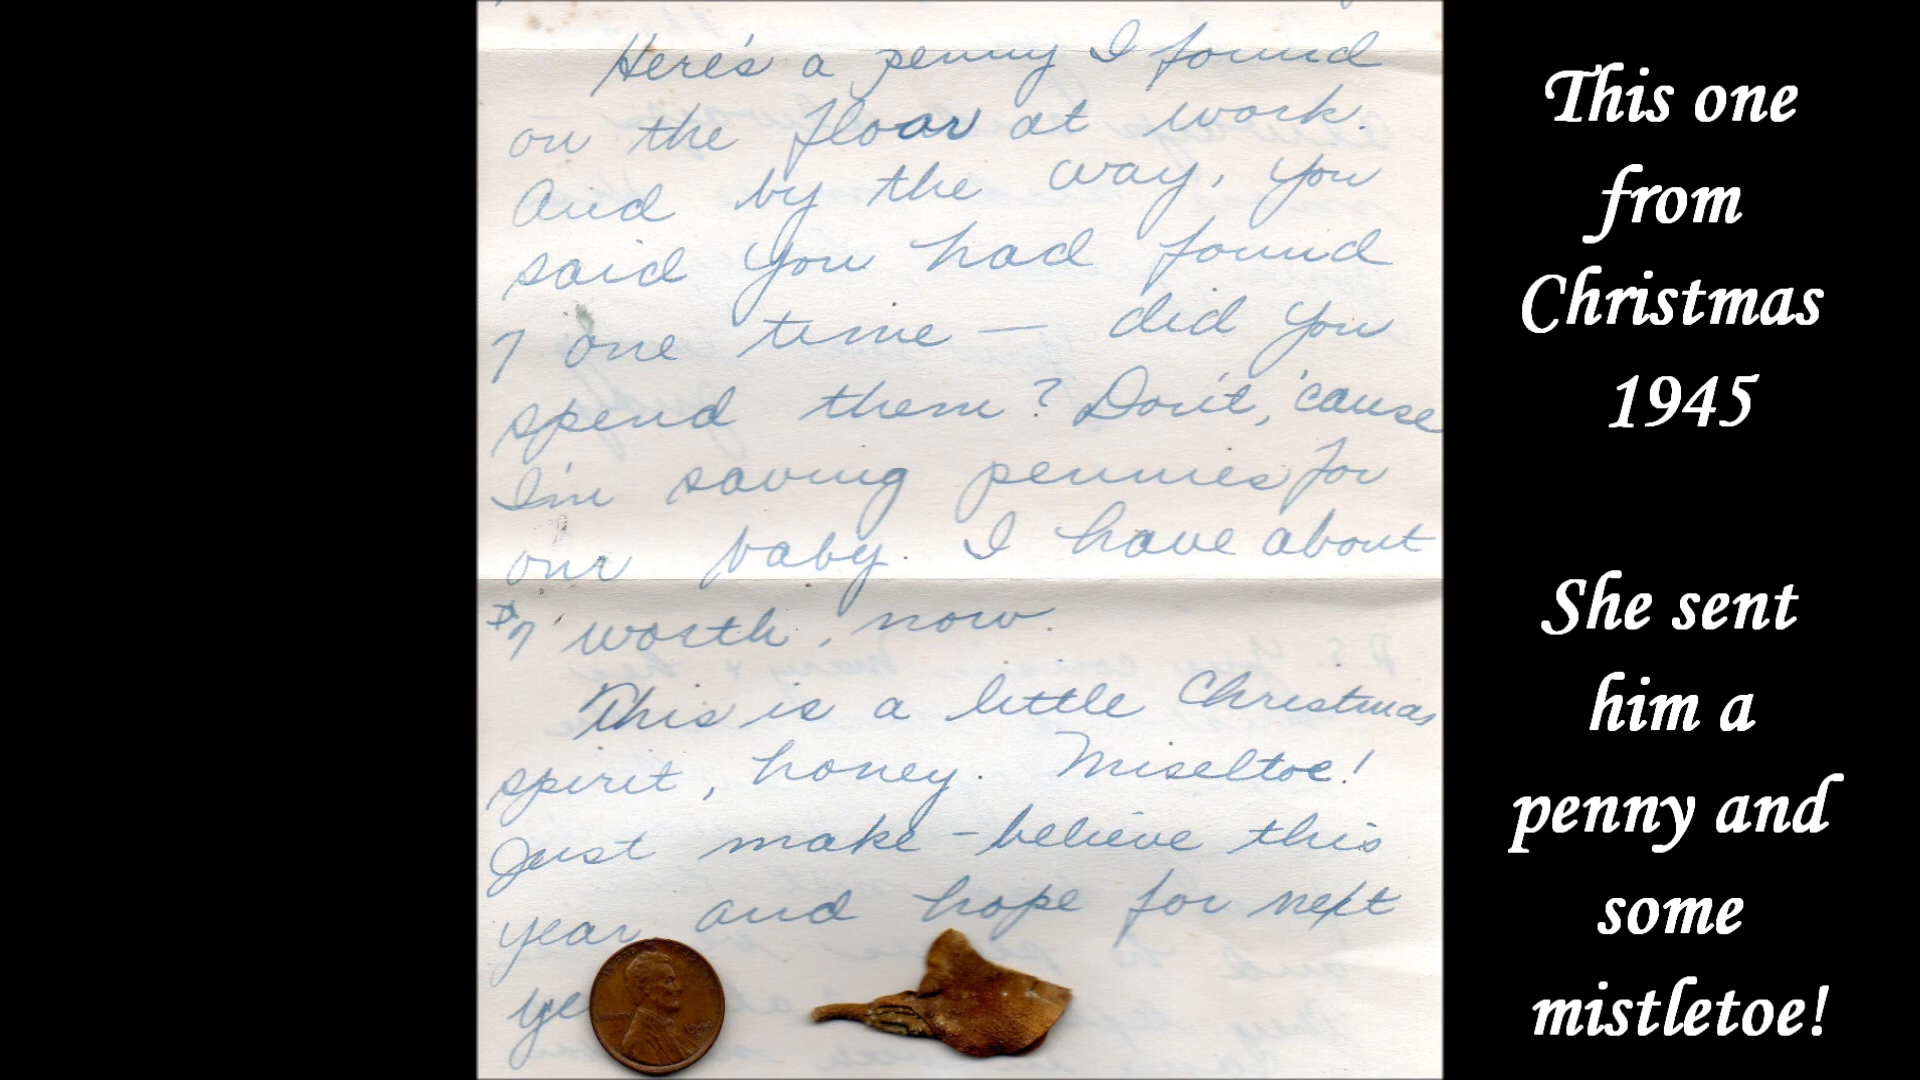 Here's a penny I found
on the floor at work.
And by the way, you
said you had found
7 one time — did you
spend them? Don't, 'cause
I'm saving pennies for
our baby. I have about
$7 worth, now.
This is a little Christmas
spirit, honey. Miseltoe!
Just make-believe this
year and hope for next
ye
This one
from
Christmas
1945
She sent
him a
penny and
some
mistletoe!